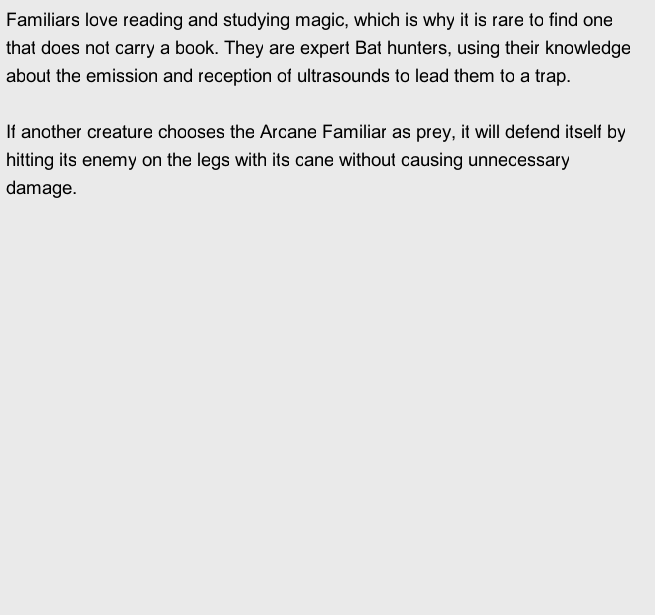 Familiars love reading and studying magic, which is why it is rare to find one
that does not carry a book. They are expert Bat hunters, using their knowledge
about the emission and reception of ultrasounds to lead them to a trap.
If another creature chooses the Arcane Familiar as prey, it will defend itself by
hitting its enemy on the legs with its cane without causing unnecessary
damage.